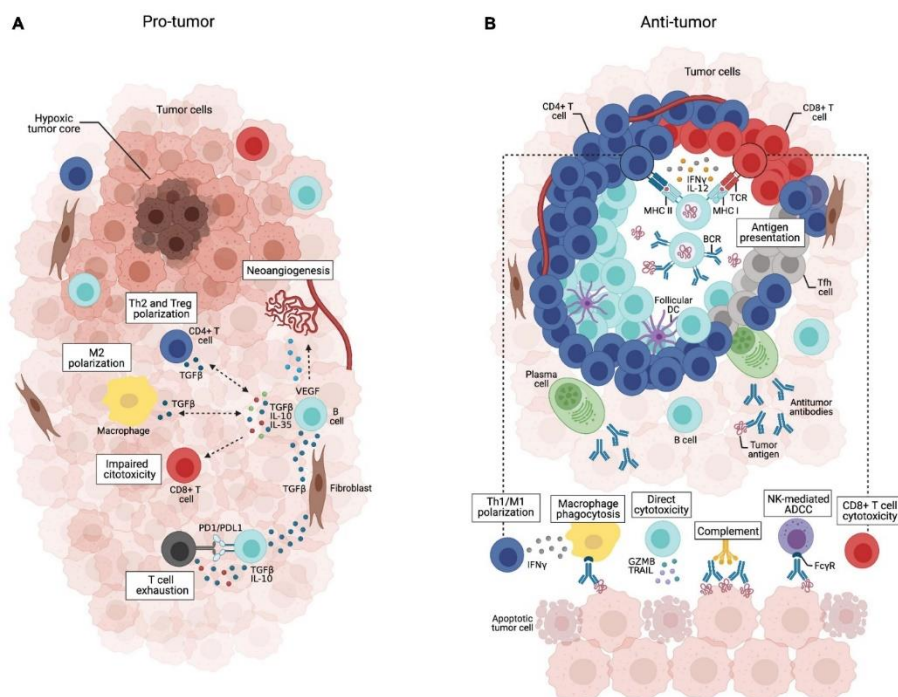 A
Pro-tumor
Tumor cells
Hypoxic
tumor core
Neoangiogenesis
Th2 and Treg
polarization
CD4+ T
cell
TGFβ
M2
polarization
TGFβ
Macrophage
VEGF
TGFβ
IL-10
IL-35
B
cell
Impaired
citotoxicity
CD8+ T
cell
TGFβ
Fibroblast
PD1/PDL1
TGFβ
IL-10
T cell
exhaustion
B
Anti-tumor
Tumor cells
CD4+ T
cell
CD8+ T
cell
IFNγ
IL-12
TCR
MHC II
MHC I
BCR
Antigen
presentation
Tfh
cell
Follicular
DC
Plasma
cell
B cell
Antitumor
antibodies
Tumor
antigen
Th1/M1
polarization
Macrophage
phagocytosis
Direct
cytotoxicity
Complement
NK-mediated
ADCC
CD8+ T cell
cytotoxicity
IFNγ
GZMB
TRAIL
FcγR
Apoptotic
tumor cell